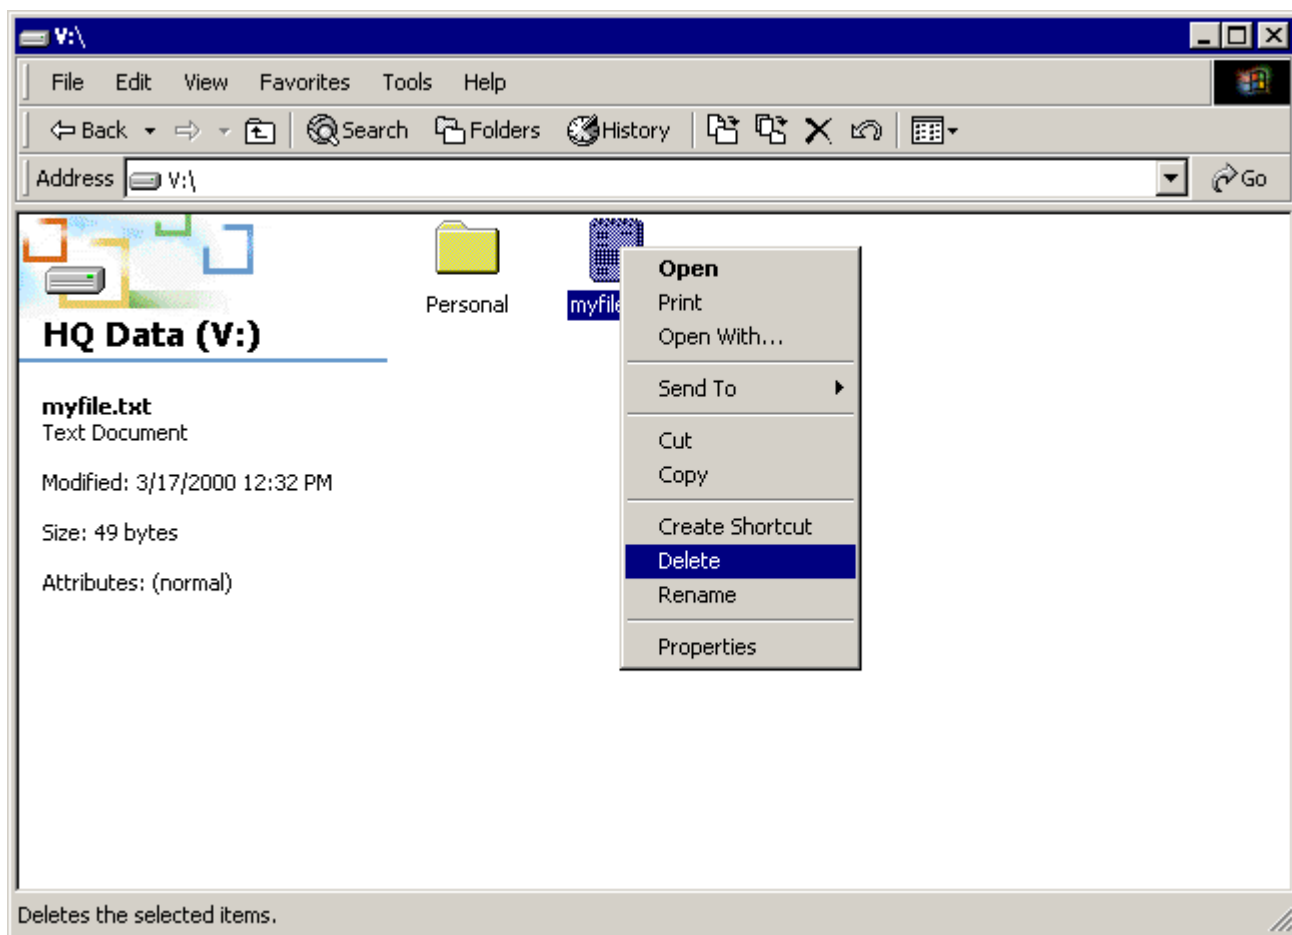 V:\
File Edit View Favorites Tools Help
Back Search Folders History
Address V:\ Go
HQ Data (V:)
myfile.txt
Text Document
Modified: 3/17/2000 12:32 PM
Size: 49 bytes
Attributes: (normal)
Personal
myfile
Open
Print
Open With...
Send To
Cut
Copy
Create Shortcut
Delete
Rename
Properties
Deletes the selected items.